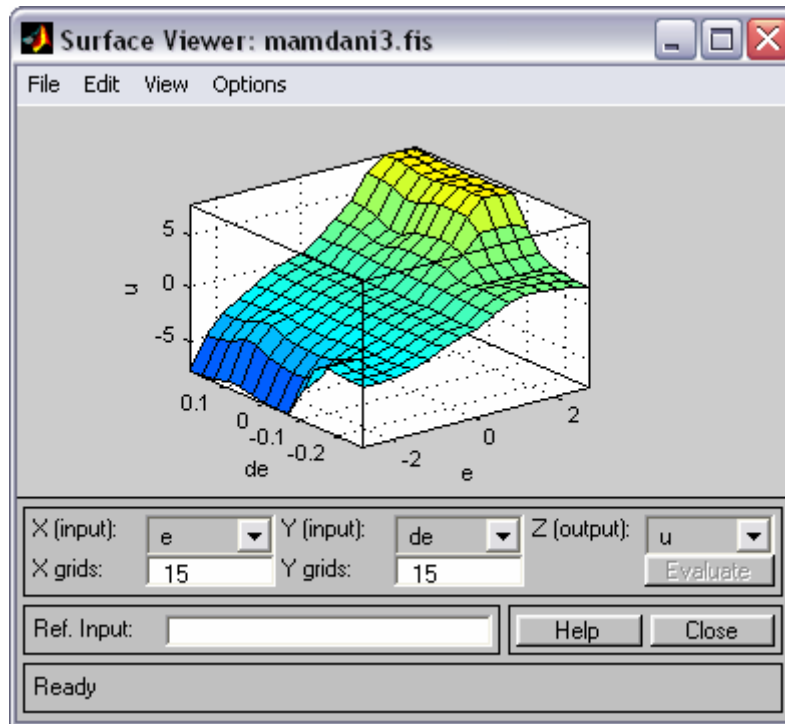 Surface Viewer: mamdani3.fis
File Edit View Options
5
0
-5
u
0.1
0
-0.1
-0.2
de
-2
0
2
e
X (input): e Y (input): de Z (output): u
X grids: 15 Y grids: 15 Evaluate
Ref. Input: Help Close
Ready